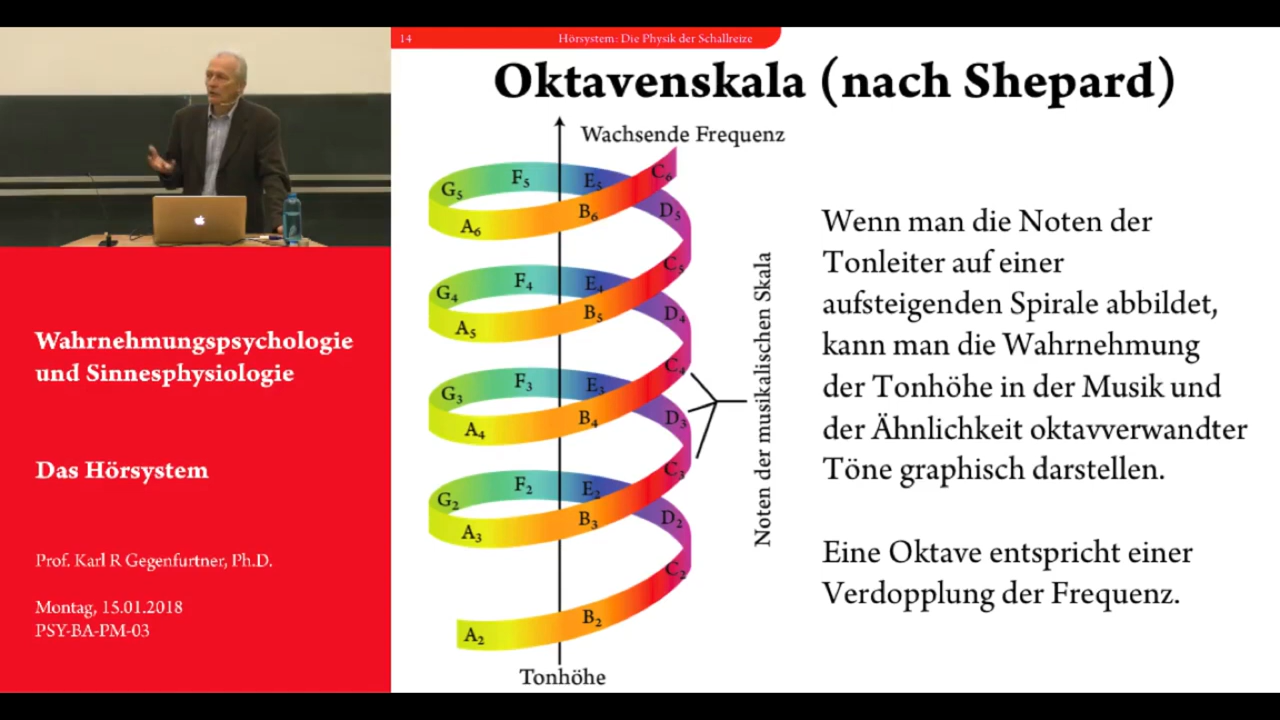 14
Hörsystem: Die Physik der Schallreize
Oktavenskala (nach Shepard)
Wachsende Frequenz
C6
G5 F5 E5
D5
A6 B6
C5
G4 F4 E4
D4
A5 B5
C4
G3 F3 E3
D3
A4 B4
C3
G2 F2 E2
D2
A3 B3
C2
A2 B2
Tonhöhe
Noten der musikalischen Skala
Wenn man die Noten der
Tonleiter auf einer
aufsteigenden Spirale abbildet,
kann man die Wahrnehmung
der Tonhöhe in der Musik und
der Ähnlichkeit oktavverwandter
Töne graphisch darstellen.
Eine Oktave entspricht einer
Verdopplung der Frequenz.
Wahrnehmungspsychologie
und Sinnesphysiologie
Das Hörsystem
Prof. Karl R Gegenfurtner, Ph.D.
Montag, 15.01.2018
PSY-BA-PM-03